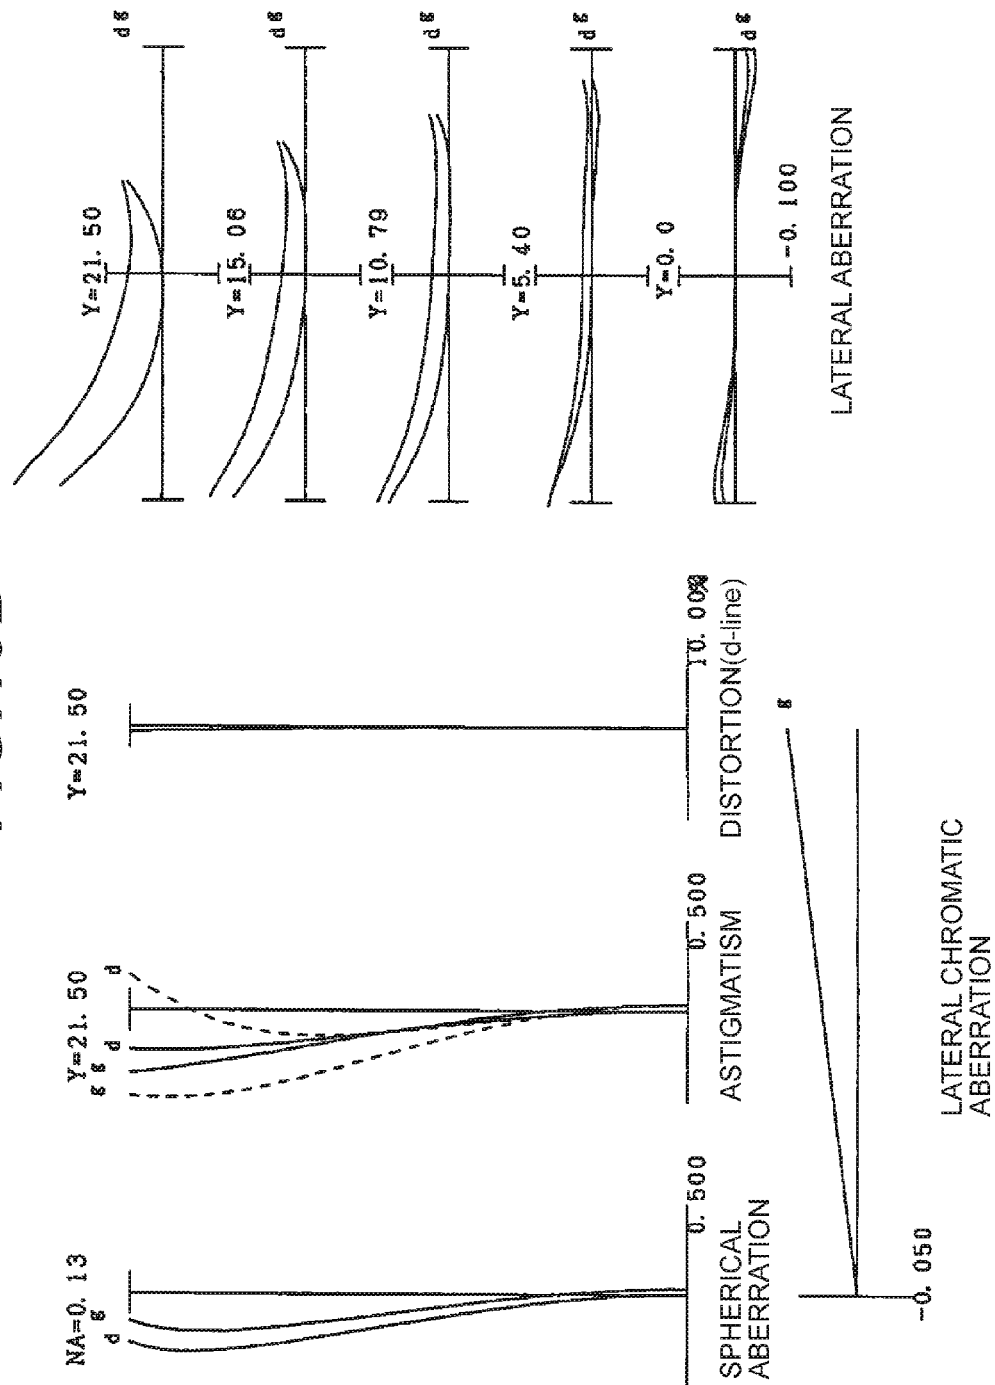 NA=0. 13
g
d
0. 500
SPHERICAL
ABERRATION
Y=21. 50
g g d
d
0. 500
ASTIGMATISM
Y=21. 50
10. 00%
DISTORTION(d-line)
g
-0. 050
LATERAL CHROMATIC
ABERRATION
Y=21. 50
d g
Y=15. 06
d g
Y=10. 79
d g
Y=5. 40
d g
Y=0. 0
d g
-0. 100
LATERAL ABERRATION